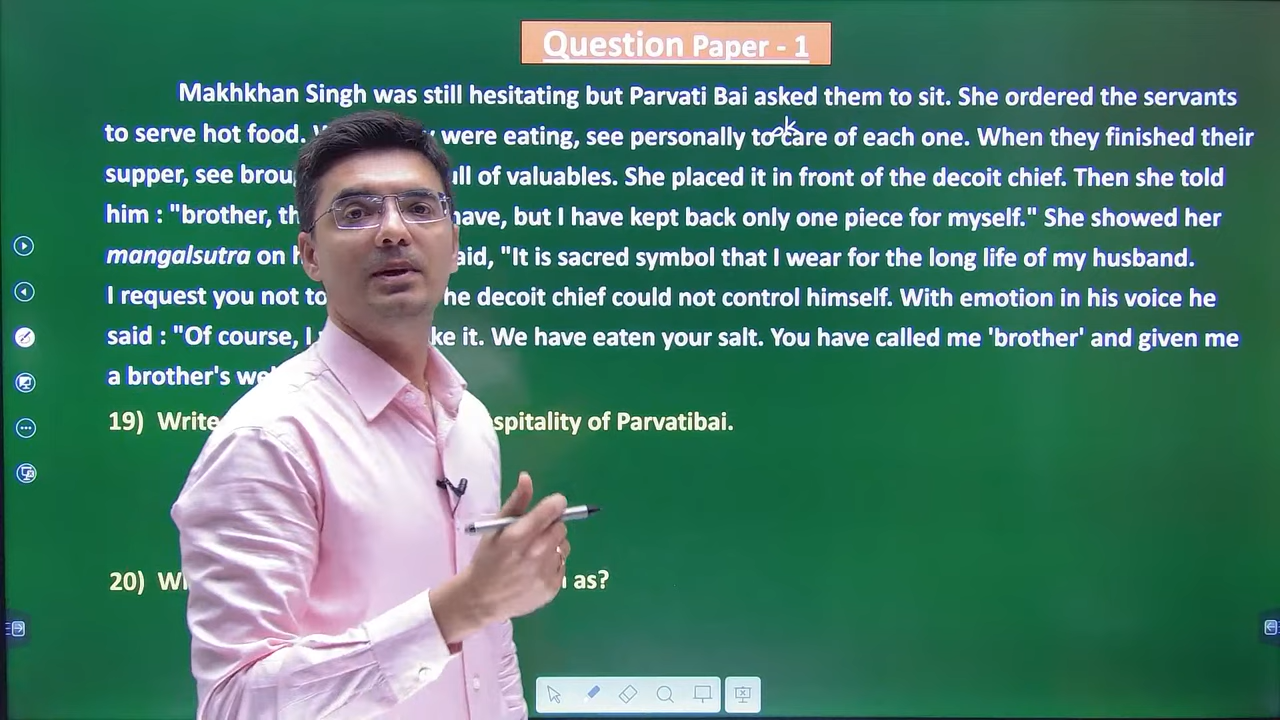 Question Paper - 1
Makhkhan Singh was still hesitating but Parvati Bai asked them to sit. She ordered the servants
to serve hot food. were eating, see personally to care of each one. When they finished their
ok
supper, see of valuables. She placed it in front of the decoit chief. Then she told
him : "brother, have, but I have kept back only one piece for myself." She showed her
mangalsutra on "It is sacred symbol that I wear for the long life of my husband.
I request you not to decoit chief could not control himself. With emotion in his voice he
said : "Of course, I it. We have eaten your salt. You have called me 'brother' and given me
a brother's
19) Write of Parvatibai.
20) as?